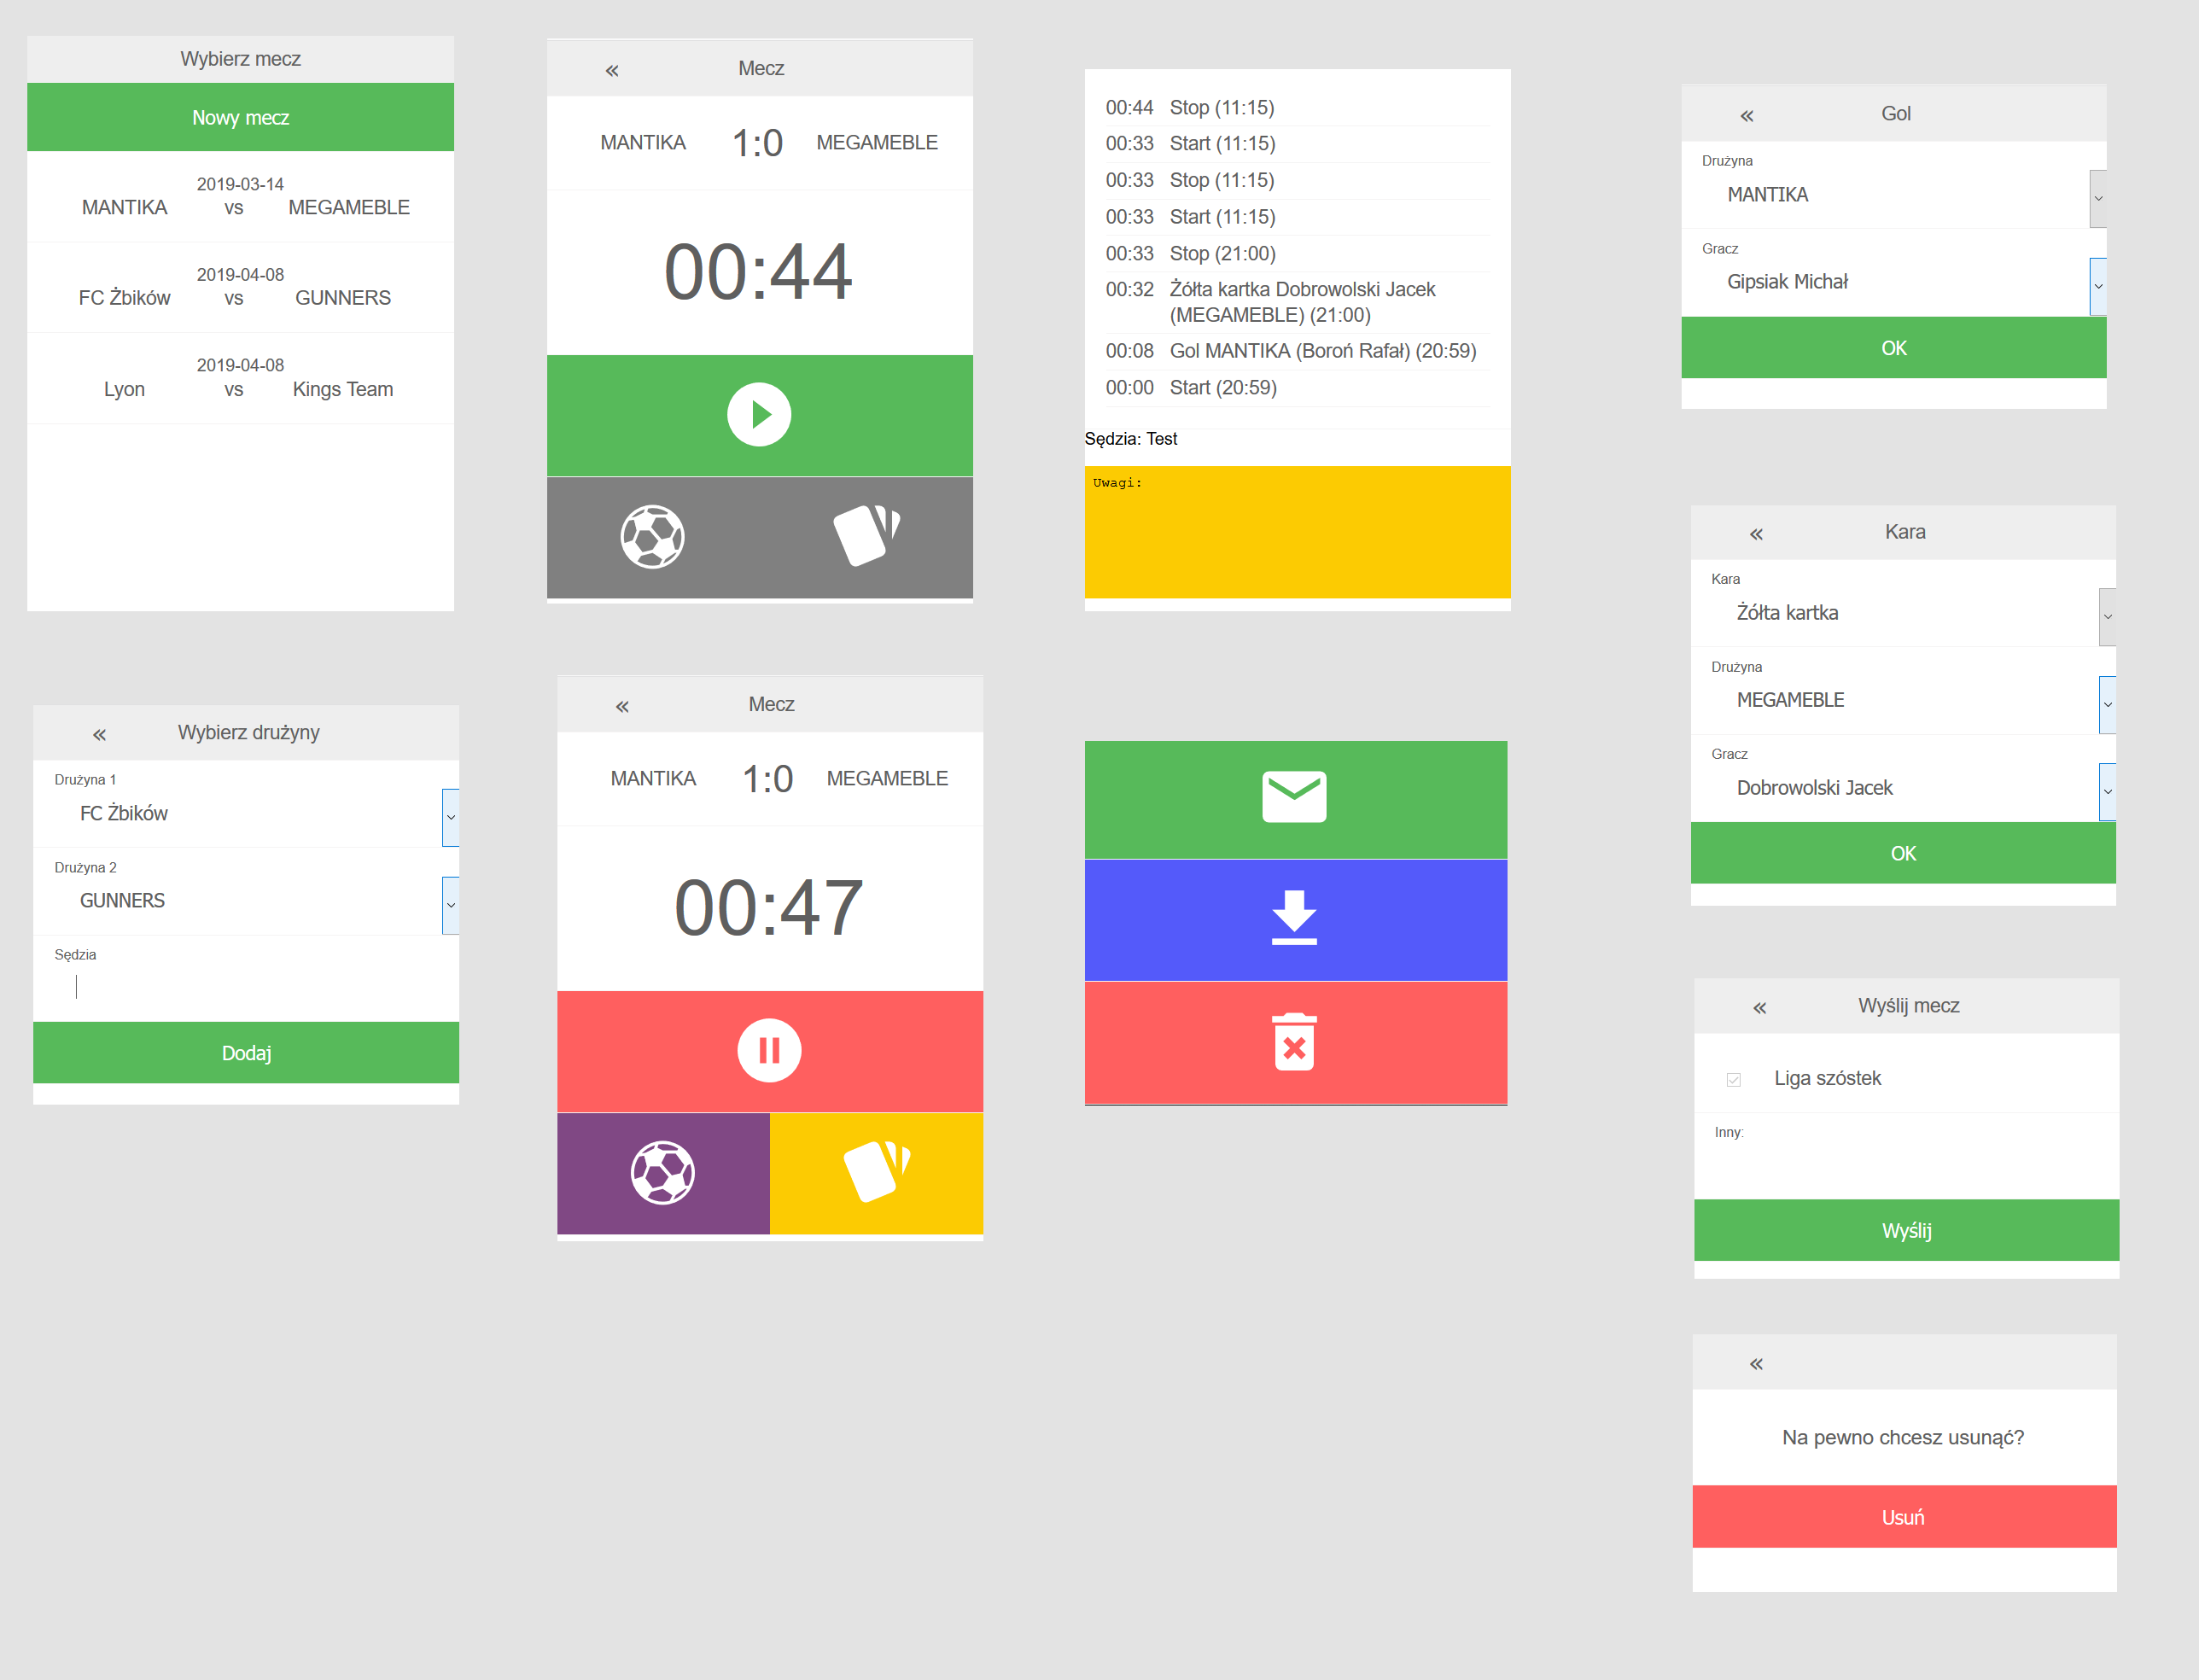 Wybierz mecz
Nowy mecz
2019-03-14
MANTIKA vs MEGAMEBLE
2019-04-08
FC Żbików vs GUNNERS
2019-04-08
Lyon vs Kings Team
« Wybierz drużyny
Drużyna 1
FC Żbików
Drużyna 2
GUNNERS
Sędzia
Dodaj
« Mecz
MANTIKA 1:0 MEGAMEBLE
00:44
« Mecz
MANTIKA 1:0 MEGAMEBLE
00:47
00:44 Stop (11:15)
00:33 Start (11:15)
00:33 Stop (11:15)
00:33 Start (11:15)
00:33 Stop (21:00)
00:32 Żółta kartka Dobrowolski Jacek
(MEGAMEBLE) (21:00)
00:08 Gol MANTIKA (Boroń Rafał) (20:59)
00:00 Start (20:59)
Sędzia: Test
Uwagi:
« Gol
Drużyna
MANTIKA
Gracz
Gipsiak Michał
OK
« Kara
Kara
Żółta kartka
Drużyna
MEGAMEBLE
Gracz
Dobrowolski Jacek
OK
« Wyślij mecz
Liga szóstek
Inny:
Wyślij
«
Na pewno chcesz usunąć?
Usuń